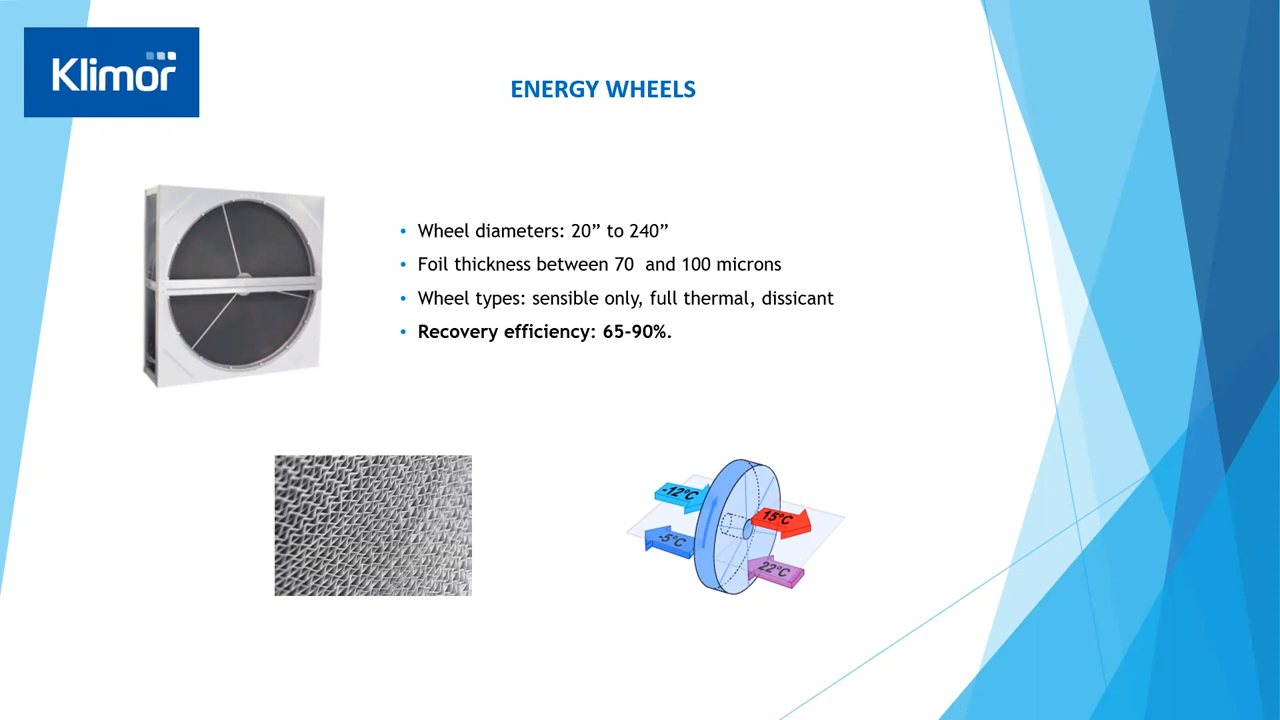 Klimor
ENERGY WHEELS
• Wheel diameters: 20” to 240”
• Foil thickness between 70 and 100 microns
• Wheel types: sensible only, full thermal, dissicant
• Recovery efficiency: 65-90%.
-12°C
15°C
-5°C
22°C